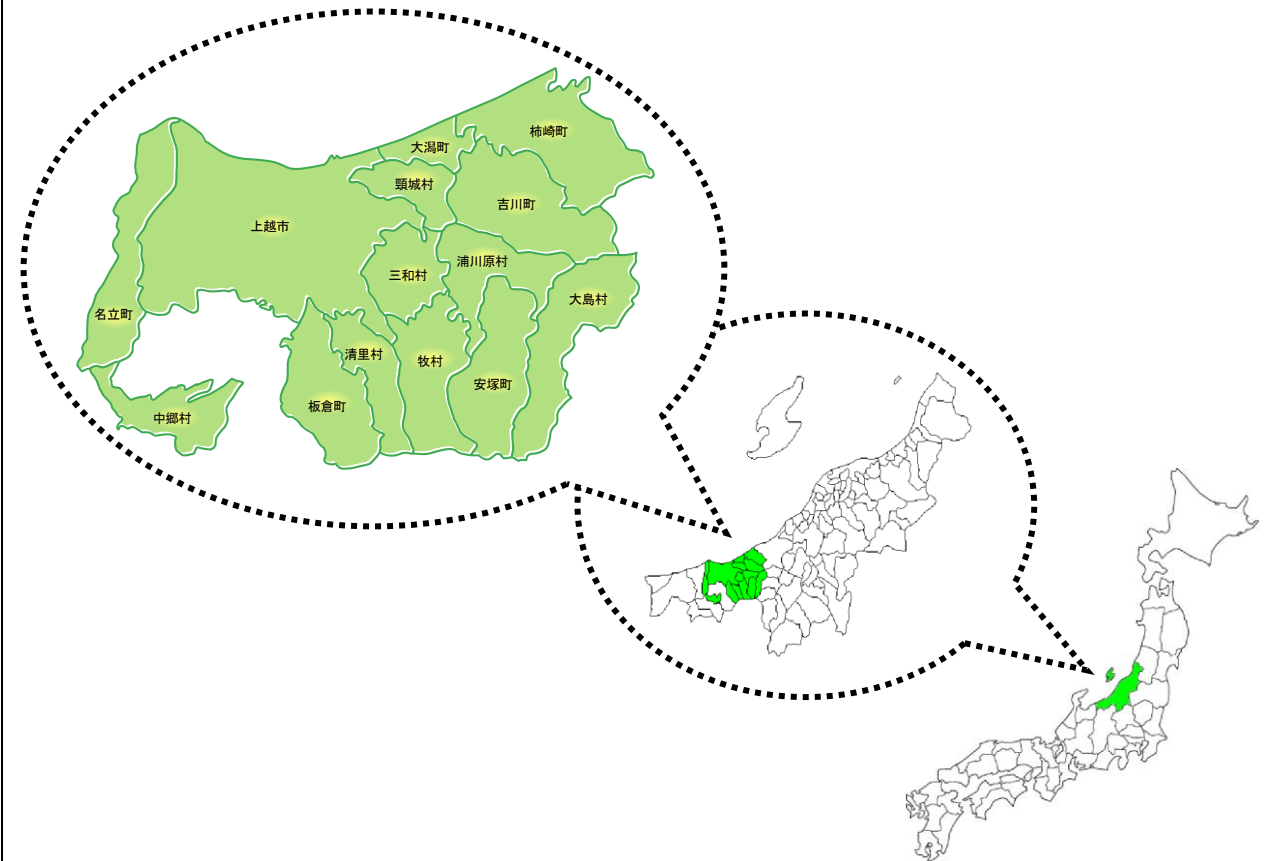 柿崎町
大潟町
頸城村
吉川町
上越市
浦川原村
三和村
大島村
名立町
清里村
牧村
安塚町
板倉町
中郷村